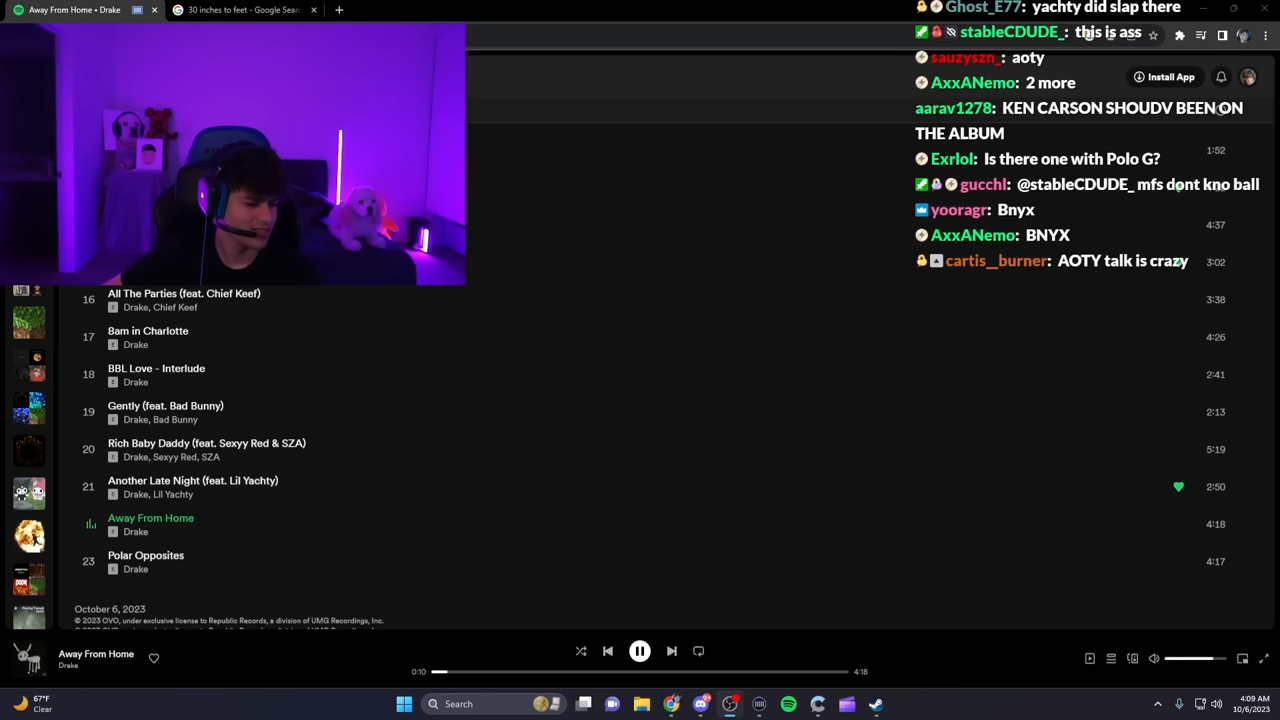 Away From Home • Drake
30 inches to feet - Google Sear
Ghost_E77: yachty did slap there
stableCDUDE_: this is ass
sauzyszn_: aoty
AxxANemo: 2 more
aarav1278: KEN CARSON SHOUDV BEEN ON
THE ALBUM
Exrlol: Is there one with Polo G?
gucchl: @stableCDUDE_ mfs dont kno ball
yooragr: Bnyx
AxxANemo: BNYX
cartis__burner: AOTY talk is crazy
Install App
1:52
4:37
3:02
16 All The Parties (feat. Chief Keef) 3:38
E Drake, Chief Keef
17 8am in Charlotte 4:26
E Drake
18 BBL Love - Interlude 2:41
E Drake
19 Gently (feat. Bad Bunny) 2:13
E Drake, Bad Bunny
20 Rich Baby Daddy (feat. Sexyy Red & SZA) 5:19
E Drake, Sexyy Red, SZA
21 Another Late Night (feat. Lil Yachty) 2:50
E Drake, Lil Yachty
Away From Home 4:18
E Drake
23 Polar Opposites 4:17
E Drake
October 6, 2023
© 2023 OVO, under exclusive license to Republic Records, a division of UMG Recordings, Inc.
Away From Home
Drake
0:10
4:18
67°F
Clear
Search
4:09 AM
10/6/2023